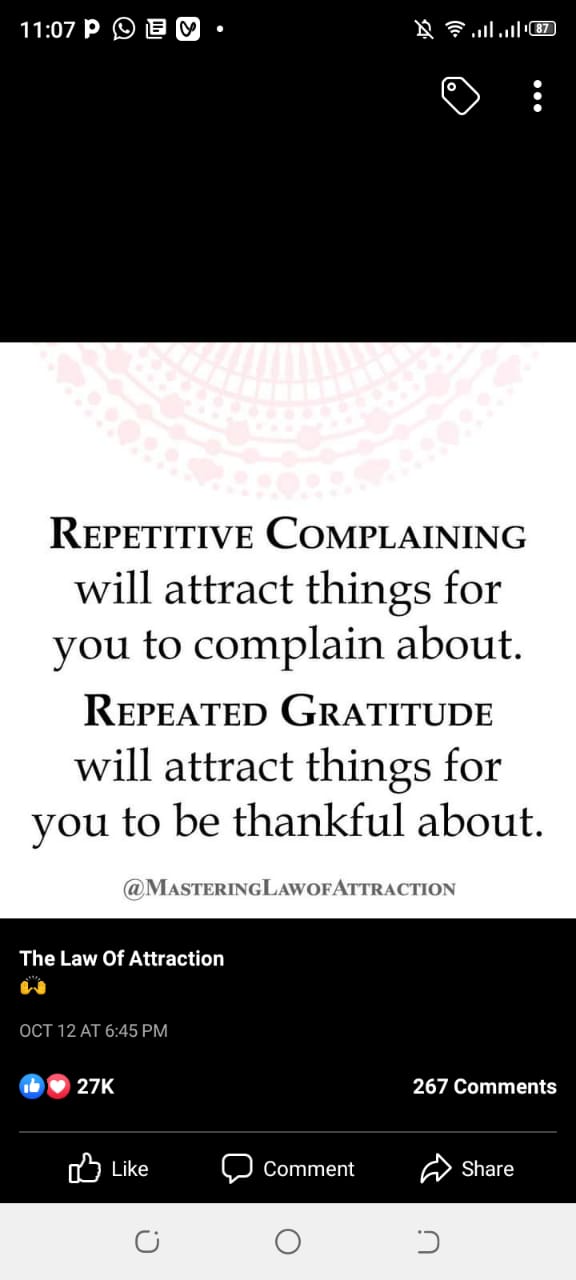 11:07
87
REPETITIVE COMPLAINING
will attract things for
you to complain about.
REPEATED GRATITUDE
will attract things for
you to be thankful about.
@MASTERINGLAWOFATTRACTION
The Law Of Attraction
OCT 12 AT 6:45 PM
27K
267 Comments
Like
Comment
Share